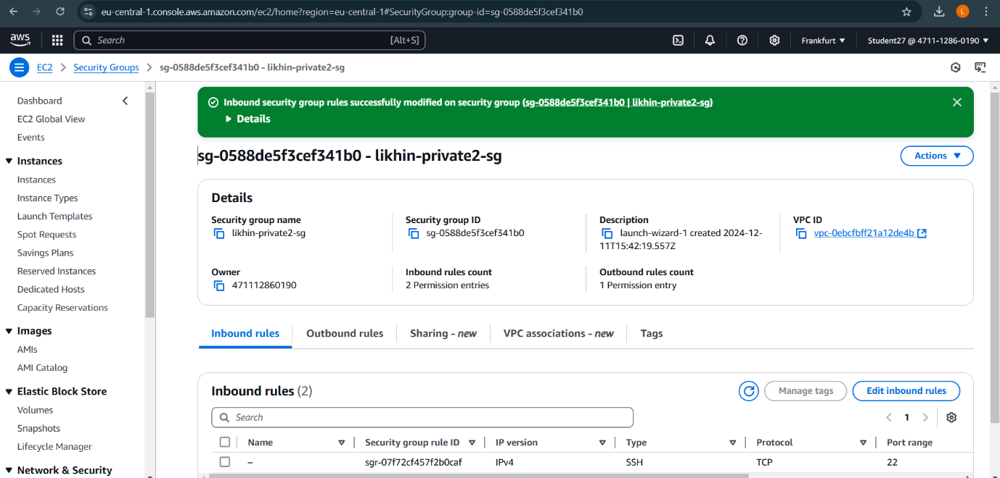 eu-central-1.console.aws.amazon.com/ec2/home?region=eu-central-1#SecurityGroup:group-id=sg-0588de5f3cef341b0
L
aws
Search
[Alt+S]
Frankfurt
Student27 @ 4711-1286-0190
EC2
Security Groups
sg-0588de5f3cef341b0 - likhin-private2-sg
Dashboard
EC2 Global View
Events
Instances
Instances
Instance Types
Launch Templates
Spot Requests
Savings Plans
Reserved Instances
Dedicated Hosts
Capacity Reservations
Images
AMIs
AMI Catalog
Elastic Block Store
Volumes
Snapshots
Lifecycle Manager
Network & Security
Inbound security group rules successfully modified on security group (sg-0588de5f3cef341b0 | likhin-private2-sg)
Details
sg-0588de5f3cef341b0 - likhin-private2-sg
Actions
Details
Security group name
likhin-private2-sg
Security group ID
sg-0588de5f3cef341b0
Description
launch-wizard-1 created 2024-12-
11T15:42:19.557Z
VPC ID
vpc-0ebcfbff21a12de4b
Owner
471112860190
Inbound rules count
2 Permission entries
Outbound rules count
1 Permission entry
Inbound rules
Outbound rules
Sharing - new
VPC associations - new
Tags
Inbound rules (2)
Manage tags
Edit inbound rules
Search
1
Name
Security group rule ID
IP version
Type
Protocol
Port range
–
sgr-07f72cf457f2b0caf
IPv4
SSH
TCP
22